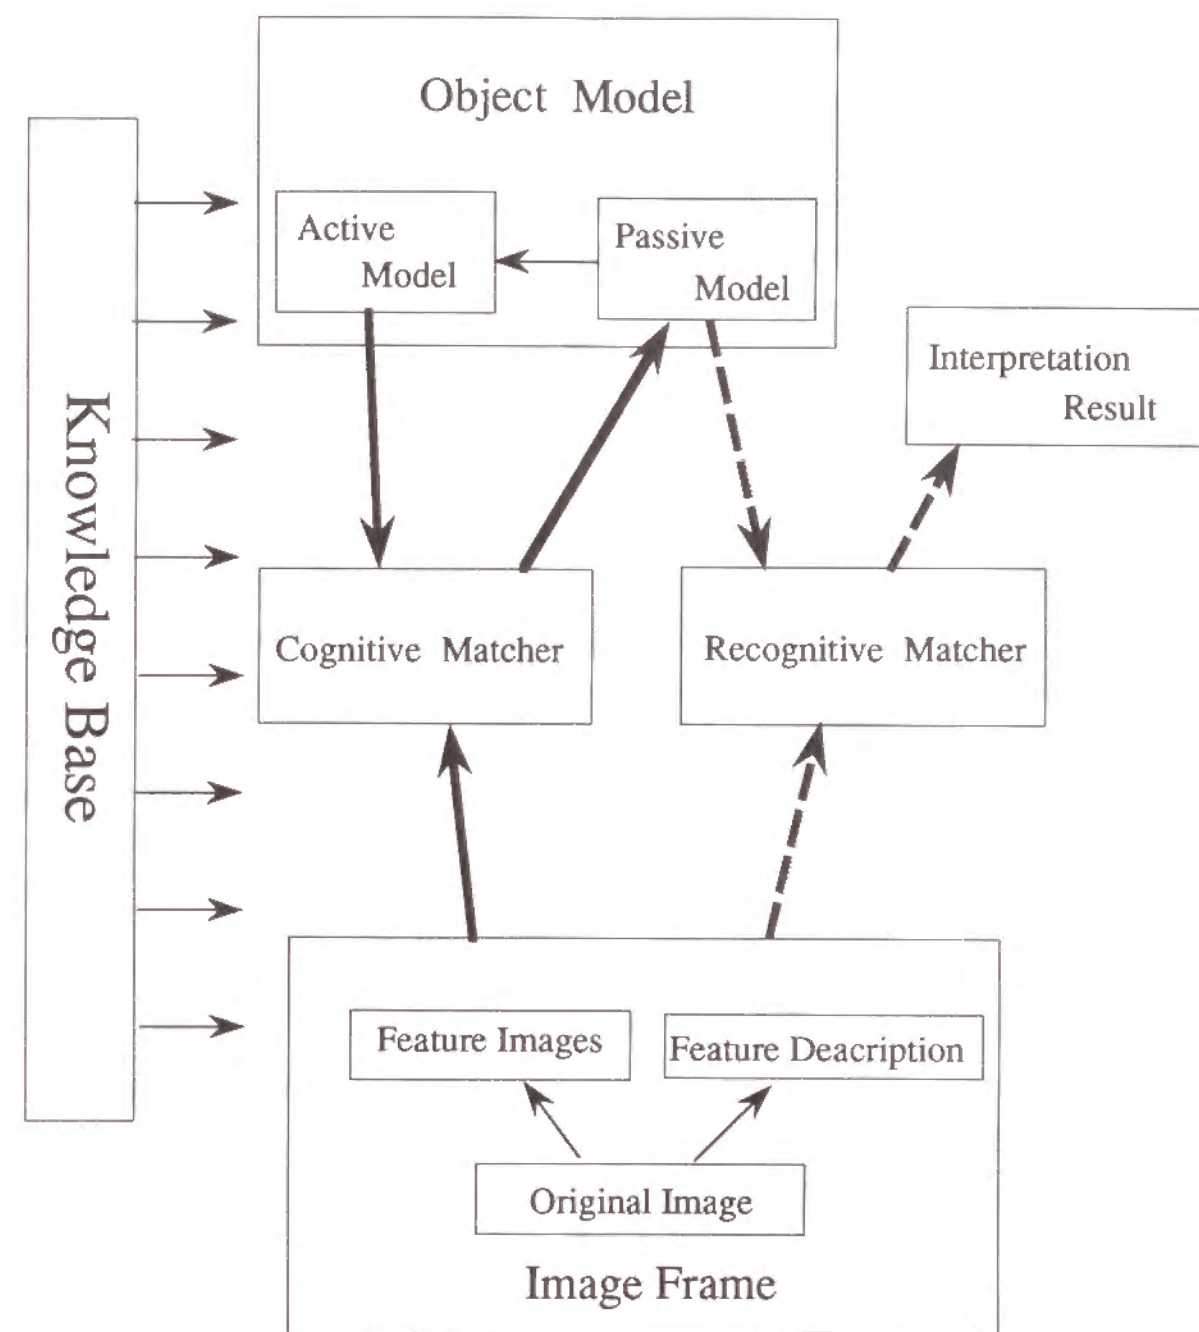 Object Model
Active
Model
Passive
Model
Interpretation
Result
Knowledge Base
Cognitive Matcher
Recognitive Matcher
Feature Images
Feature Deacription
Original Image
Image Frame